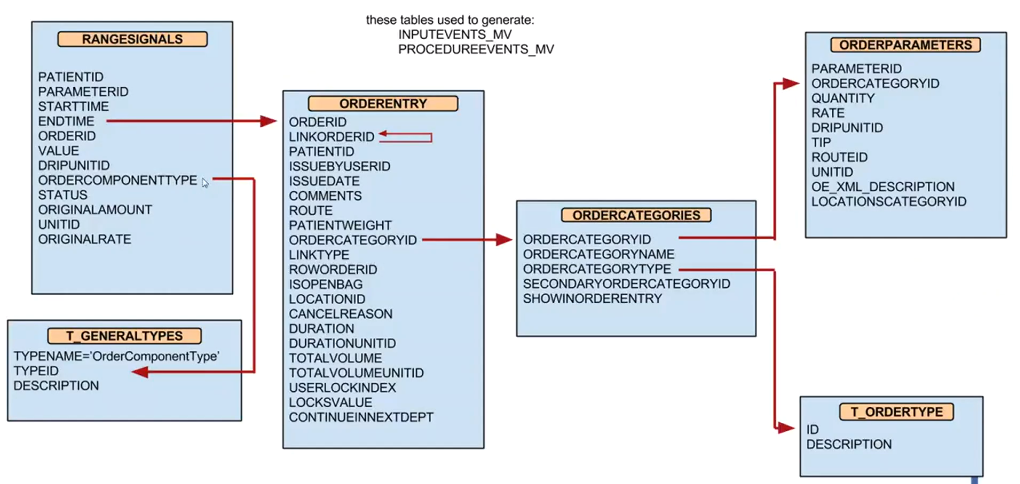 these tables used to generate:
INPUTEVENTS_MV
PROCEDUREEVENTS_MV
RANGESIGNALS
PATIENTID
PARAMETERID
STARTTIME
ENDTIME
ORDERID
VALUE
DRIPUNITID
ORDERCOMPONENTTYPE
STATUS
ORIGINALAMOUNT
UNITID
ORIGINALRATE
T_GENERALTYPES
TYPENAME='OrderComponentType'
TYPEID
DESCRIPTION
ORDERENTRY
ORDERID
LINKORDERID
PATIENTID
ISSUEBYUSERID
ISSUEDATE
COMMENTS
ROUTE
PATIENTWEIGHT
ORDERCATEGORYID
LINKTYPE
ROWORDERID
ISOPENBAG
LOCATIONID
CANCELREASON
DURATION
DURATIONUNITID
TOTALVOLUME
TOTALVOLUMEUNITID
USERLOCKINDEX
LOCKSVALUE
CONTINUEINNEXTDEPT
ORDERCATEGORIES
ORDERCATEGORYID
ORDERCATEGORYNAME
ORDERCATEGORYTYPE
SECONDARYORDERCATEGORYID
SHOWINORDERENTRY
ORDERPARAMETERS
PARAMETERID
ORDERCATEGORYID
QUANTITY
RATE
DRIPUNITID
TIP
ROUTEID
UNITID
OE_XML_DESCRIPTION
LOCATIONSCATEGORYID
T_ORDERTYPE
ID
DESCRIPTION